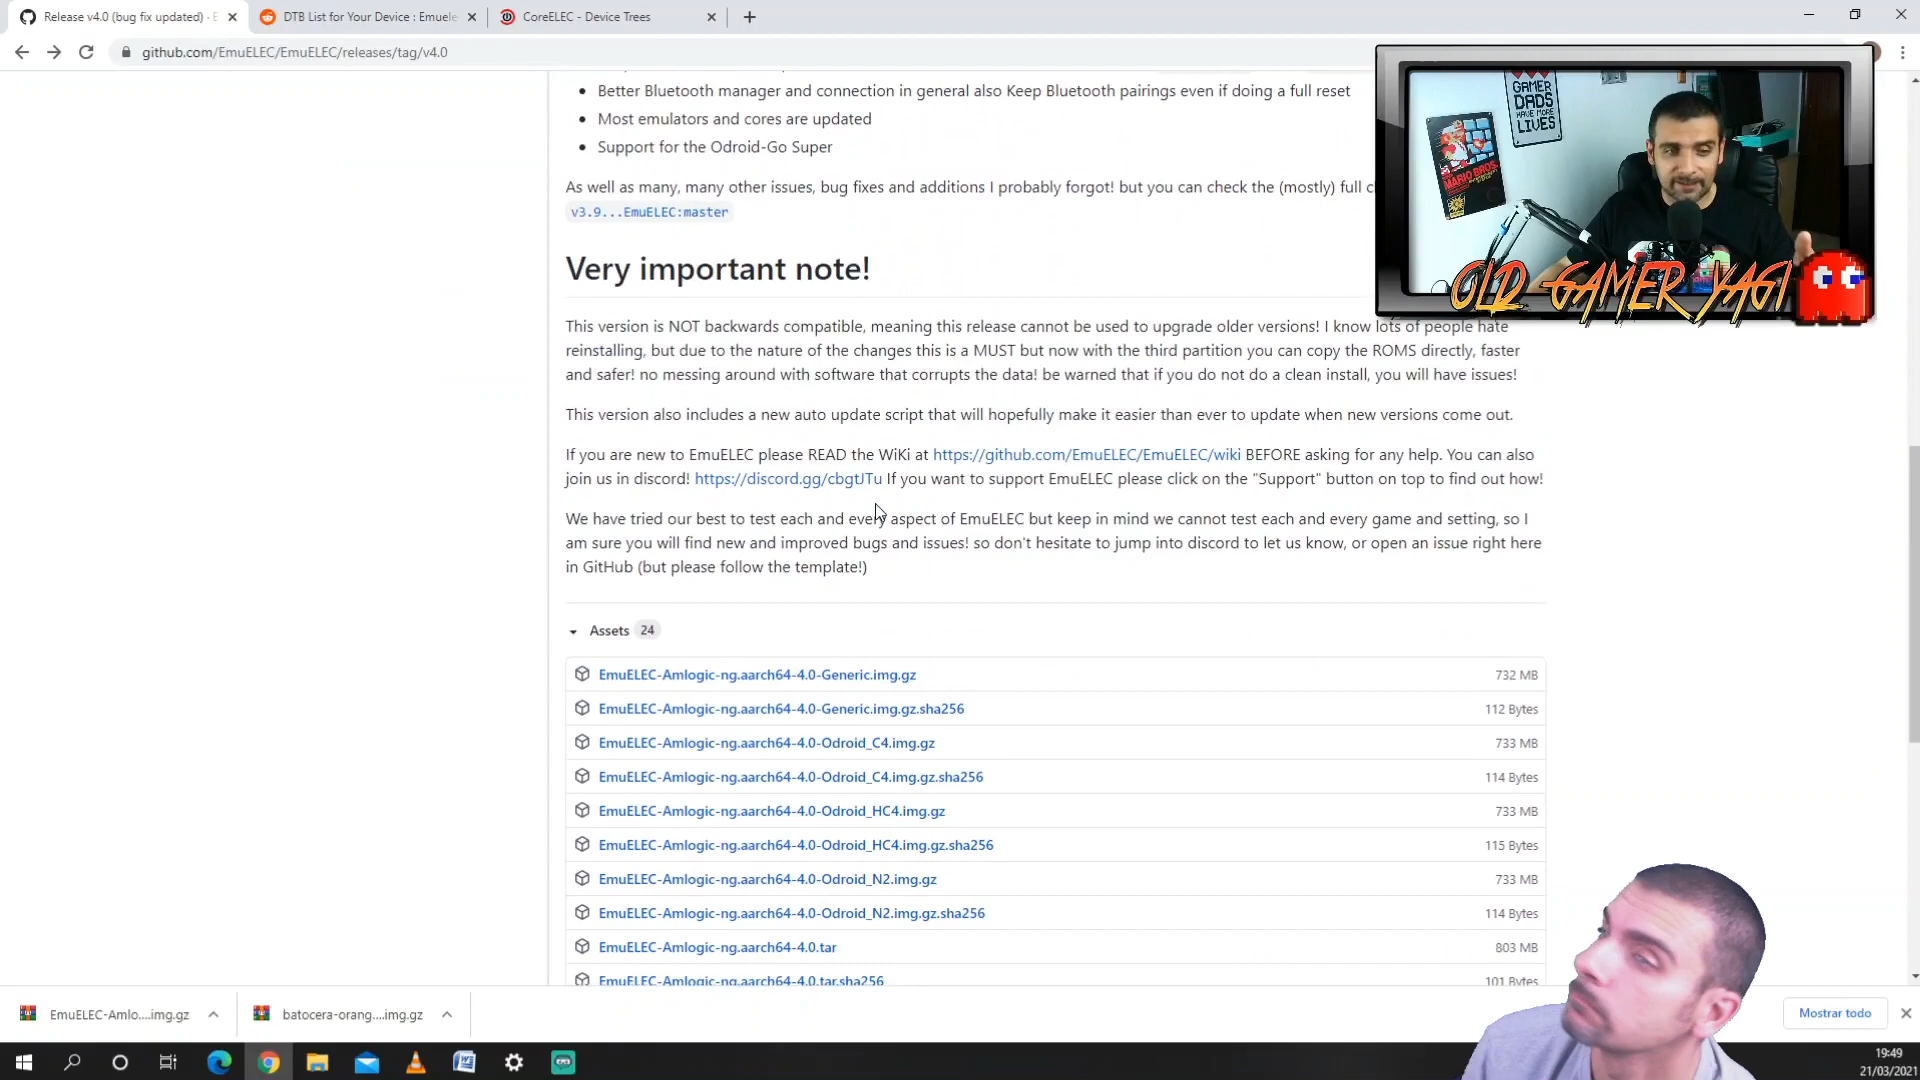 Release v4.0 (bug fix updated) · E
DTB List for Your Device : Emuele
CoreELEC - Device Trees
github.com/EmuELEC/EmuELEC/releases/tag/v4.0
Better Bluetooth manager and connection in general also Keep Bluetooth pairings even if doing a full reset
Most emulators and cores are updated
Support for the Odroid-Go Super
As well as many, many other issues, bug fixes and additions I probably forgot! but you can check the (mostly) full
v3.9...EmuELEC:master
GAMER
DADS
HAVE MORE
LIVES
MARIO BROS.
OLD GAMER YAGI
Very important note!
This version is NOT backwards compatible, meaning this release cannot be used to upgrade older versions! I know lots of people hate
reinstalling, but due to the nature of the changes this is a MUST but now with the third partition you can copy the ROMS directly, faster
and safer! no messing around with software that corrupts the data! be warned that if you do not do a clean install, you will have issues!
This version also includes a new auto update script that will hopefully make it easier than ever to update when new versions come out.
If you are new to EmuELEC please READ the WiKi at https://github.com/EmuELEC/EmuELEC/wiki BEFORE asking for any help. You can also
join us in discord! https://discord.gg/cbgtJTu If you want to support EmuELEC please click on the "Support" button on top to find out how!
We have tried our best to test each and every aspect of EmuELEC but keep in mind we cannot test each and every game and setting, so I
am sure you will find new and improved bugs and issues! so don't hesitate to jump into discord to let us know, or open an issue right here
in GitHub (but please follow the template!)
Assets 24
EmuELEC-Amlogic-ng.aarch64-4.0-Generic.img.gz 732 MB
EmuELEC-Amlogic-ng.aarch64-4.0-Generic.img.gz.sha256 112 Bytes
EmuELEC-Amlogic-ng.aarch64-4.0-Odroid_C4.img.gz 733 MB
EmuELEC-Amlogic-ng.aarch64-4.0-Odroid_C4.img.gz.sha256 114 Bytes
EmuELEC-Amlogic-ng.aarch64-4.0-Odroid_HC4.img.gz 733 MB
EmuELEC-Amlogic-ng.aarch64-4.0-Odroid_HC4.img.gz.sha256 115 Bytes
EmuELEC-Amlogic-ng.aarch64-4.0-Odroid_N2.img.gz 733 MB
EmuELEC-Amlogic-ng.aarch64-4.0-Odroid_N2.img.gz.sha256 114 Bytes
EmuELEC-Amlogic-ng.aarch64-4.0.tar 803 MB
EmuELEC-Amlogic-ng.aarch64-4.0.tar.sha256 101 Bytes
EmuELEC-Amlo....img.gz
batocera-orang....img.gz
Mostrar todo
19:49
21/03/2021